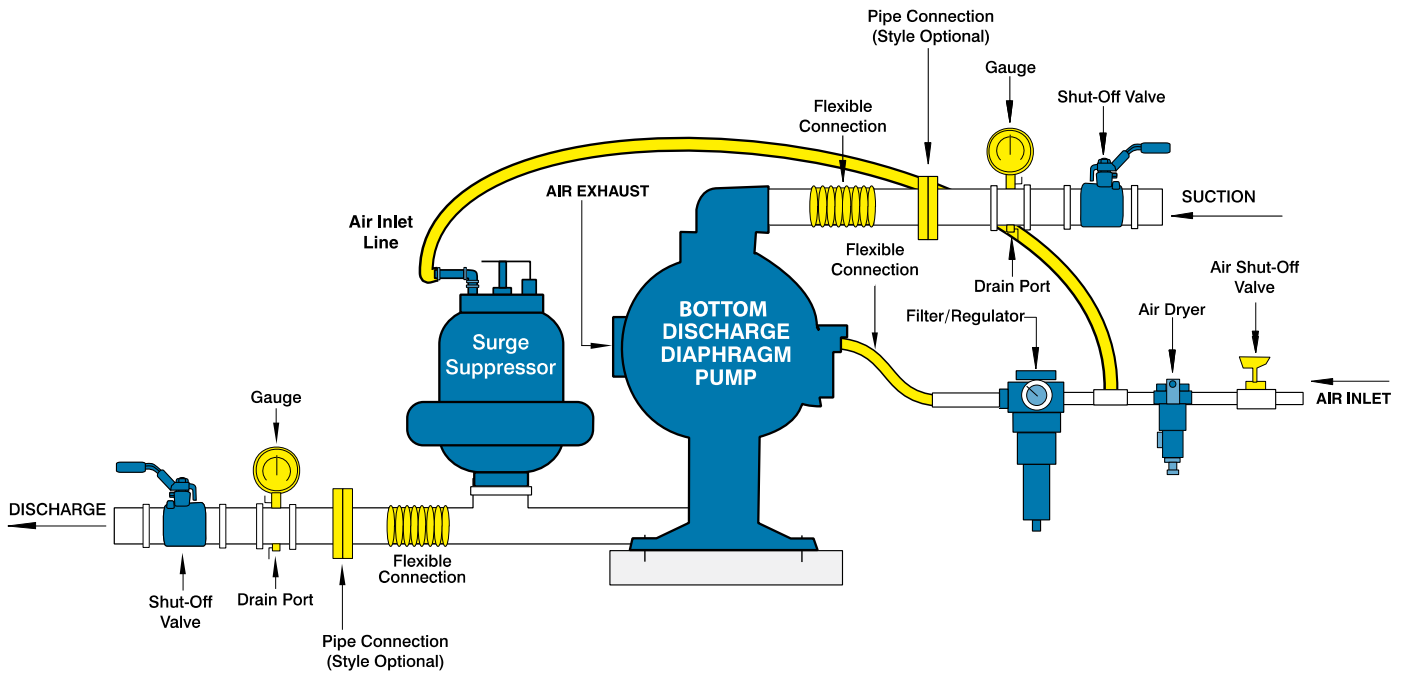 Pipe Connection
(Style Optional)
Gauge
Shut-Off Valve
Flexible
Connection
AIR EXHAUST
SUCTION
Air Inlet
Line
Flexible
Connection
Drain Port
Air Shut-Off
Valve
Filter/Regulator
Air Dryer
BOTTOM
DISCHARGE
DIAPHRAGM
PUMP
Surge
Suppressor
AIR INLET
Gauge
DISCHARGE
Flexible
Connection
Shut-Off
Valve
Drain Port
Pipe Connection
(Style Optional)